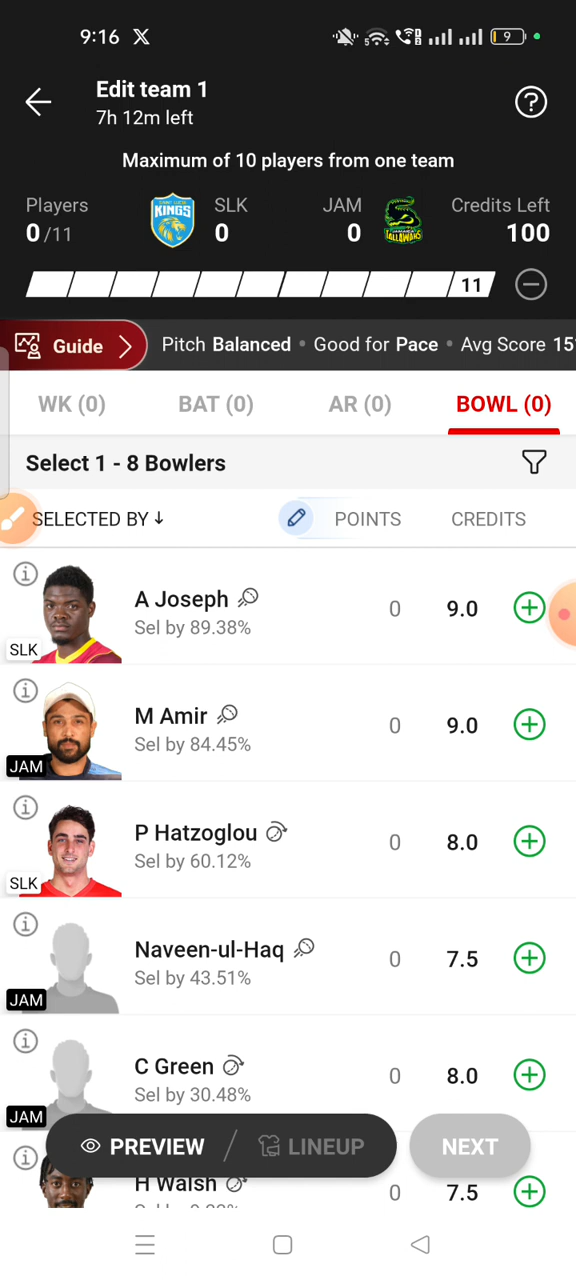 9:16 X
9
Edit team 1
7h 12m left
Maximum of 10 players from one team
Players SLK JAM Credits Left
0/11 0 0 100
KINGS
TALLAWAHS
11
Guide Pitch Balanced • Good for Pace • Avg Score 15
WK (0) BAT (0) AR (0) BOWL (0)
Select 1 - 8 Bowlers
SELECTED BY ↓ POINTS CREDITS
A Joseph
Sel by 89.38%
0 9.0
SLK
M Amir
Sel by 84.45%
0 9.0
JAM
P Hatzoglou
Sel by 60.12%
0 8.0
SLK
Naveen-ul-Haq
Sel by 43.51%
0 7.5
JAM
C Green
Sel by 30.48%
0 8.0
JAM
PREVIEW / LINEUP NEXT
H Walsh
0 7.5